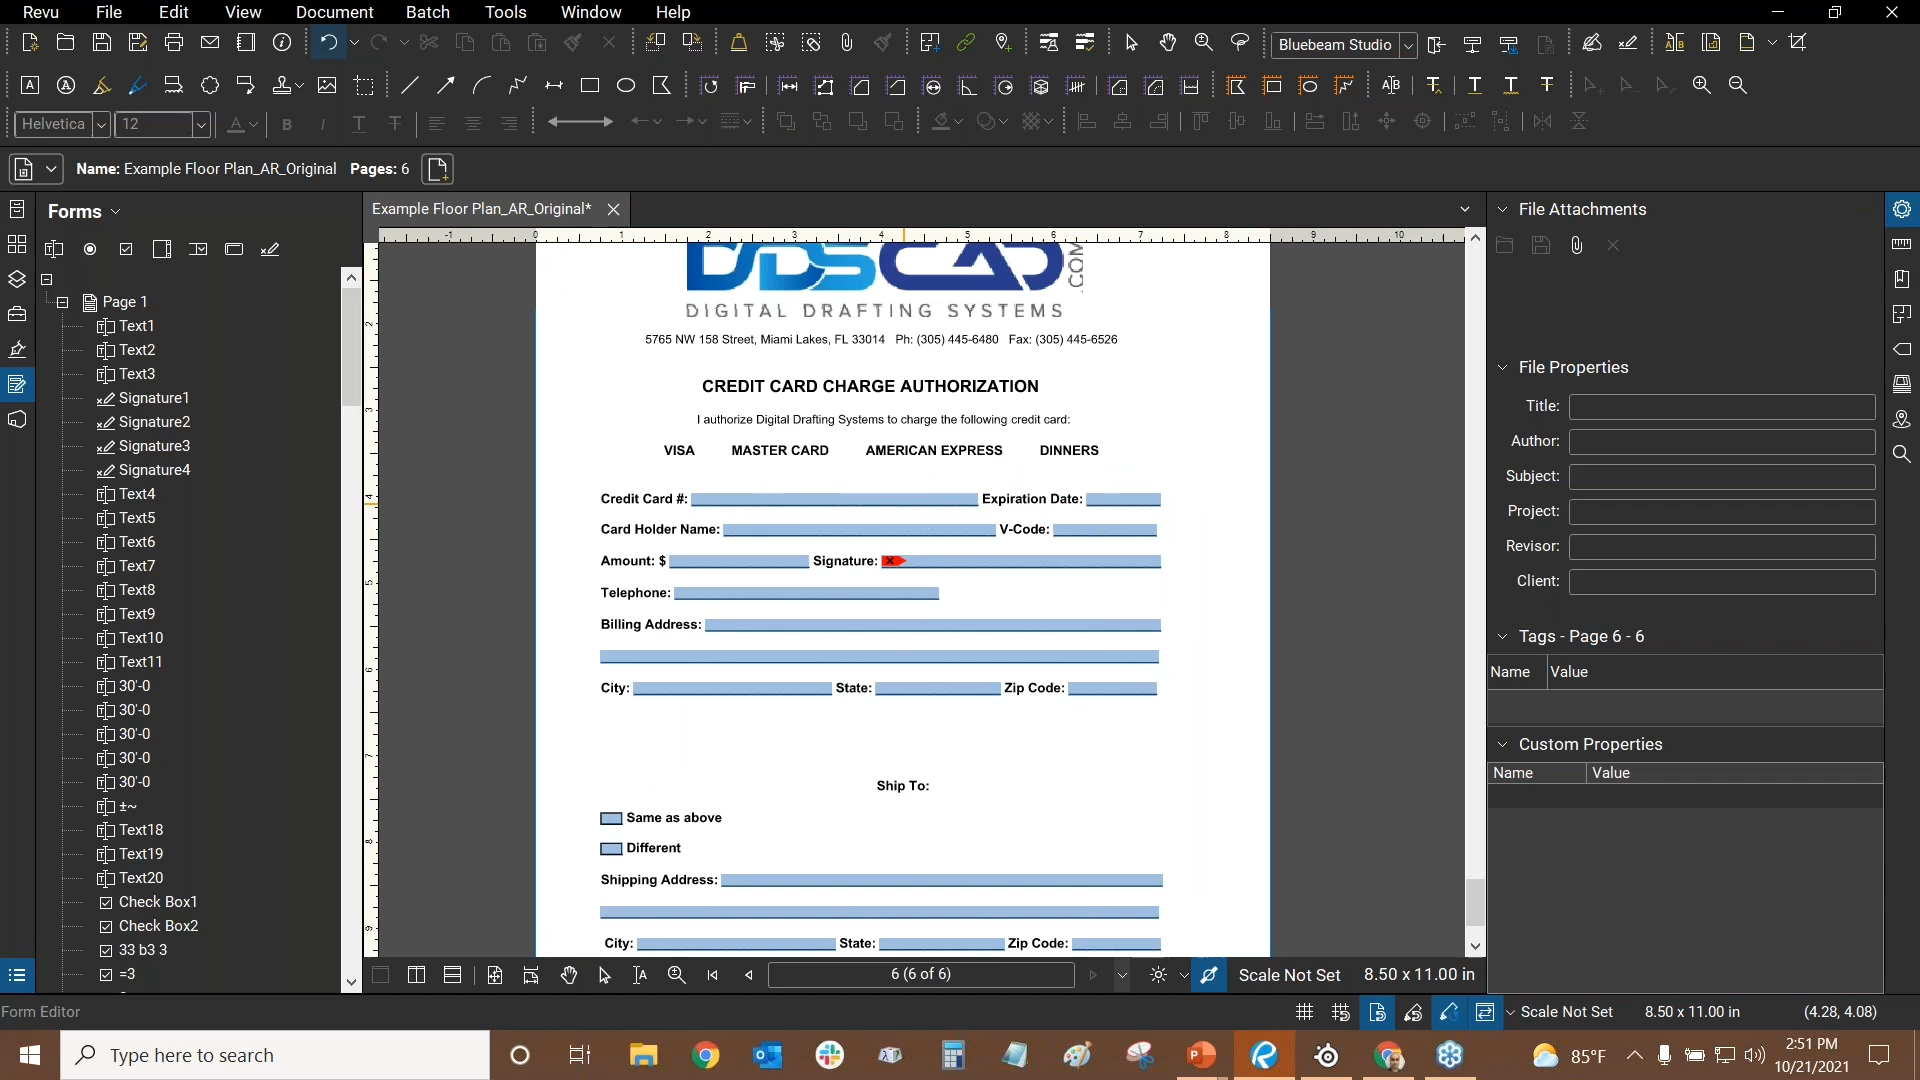 Revu File Edit View Document Batch Tools Window Help
Bluebeam Studio
Helvetica 12
Name: Example Floor Plan_AR_Original Pages: 6
Forms
Page 1
Text1
Text2
Text3
Signature1
Signature2
Signature3
Signature4
Text4
Text5
Text6
Text7
Text8
Text9
Text10
Text11
30'-0
30'-0
30'-0
30'-0
30'-0
±~
Text18
Text19
Text20
Check Box1
Check Box2
33 b3 3
=3
Example Floor Plan_AR_Original*
DDSCAD.COM
DIGITAL DRAFTING SYSTEMS
5765 NW 158 Street, Miami Lakes, FL 33014 Ph: (305) 445-6480 Fax: (305) 445-6526
CREDIT CARD CHARGE AUTHORIZATION
I authorize Digital Drafting Systems to charge the following credit card:
VISA MASTER CARD AMERICAN EXPRESS DINNERS
Credit Card #: Expiration Date:
Card Holder Name: V-Code:
Amount: $ Signature:
Telephone:
Billing Address:
City: State: Zip Code:
Ship To:
Same as above
Different
Shipping Address:
City: State: Zip Code:
6 (6 of 6)
Scale Not Set 8.50 x 11.00 in
File Attachments
File Properties
Title:
Author:
Subject:
Project:
Revisor:
Client:
Tags - Page 6 - 6
Name Value
Custom Properties
Name Value
Form Editor
Scale Not Set 8.50 x 11.00 in (4.28, 4.08)
Type here to search
85°F
2:51 PM
10/21/2021